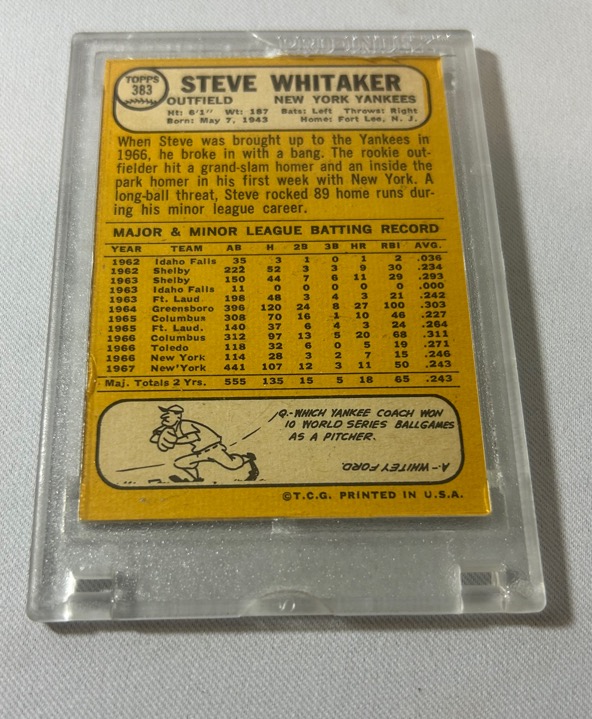 TOPPS
383
STEVE WHITAKER
OUTFIELD NEW YORK YANKEES
Ht: 6'1" Wt: 187 Bats: Left Throws: Right
Born: May 7, 1943 Home: Fort Lee, N. J.
When Steve was brought up to the Yankees in
1966, he broke in with a bang. The rookie out-
fielder hit a grand-slam homer and an inside the
park homer in his first week with New York. A
long-ball threat, Steve rocked 89 home runs dur-
ing his minor league career.
MAJOR & MINOR LEAGUE BATTING RECORD
YEAR TEAM AB H 2B 3B HR RBI AVG.
1962 Idaho Falls 35 3 1 0 1 2 .036
1962 Shelby 222 52 3 3 9 30 .234
1963 Shelby 150 44 7 6 11 29 .293
1963 Idaho Falls 11 0 0 0 0 0 .000
1963 Ft. Laud 198 48 3 4 3 21 .242
1964 Greensboro 396 120 24 8 27 100 .303
1965 Columbus 308 70 16 1 10 46 .227
1965 Ft. Laud. 140 37 6 4 3 24 .264
1966 Columbus 312 97 13 5 20 68 .311
1966 Toledo 118 32 6 0 5 19 .271
1966 New York 114 28 3 2 7 15 .246
1967 New York 441 107 12 3 11 50 .243
Maj. Totals 2 Yrs. 555 135 15 5 18 65 .243
Q.-WHICH YANKEE COACH WON
10 WORLD SERIES BALLGAMES
AS A PITCHER.
A-WHITEY FORD.
©T.C.G. PRINTED IN U.S.A.